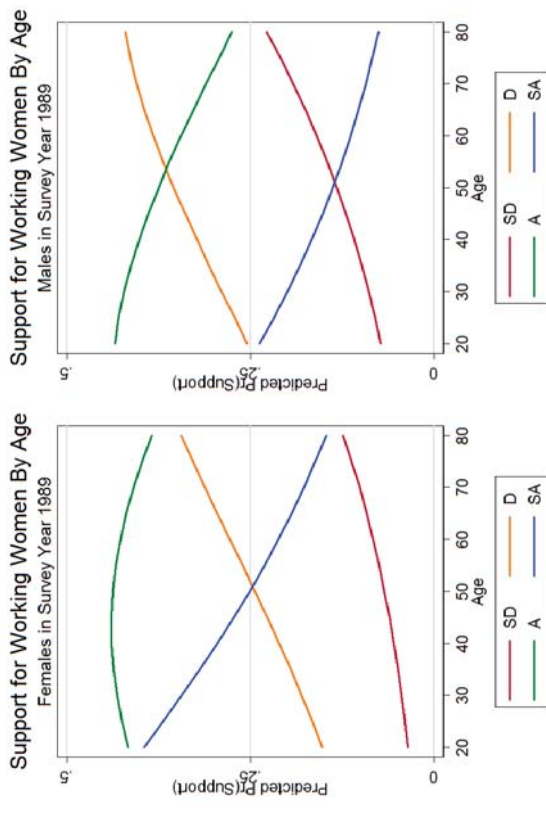 Support for Working Women By Age
Females in Survey Year 1989
Predicted Pr(Support)
.5
.25
0
20 30 40 50 60 70 80
Age
SD D
A SA
Support for Working Women By Age
Males in Survey Year 1989
Predicted Pr(Support)
.5
.25
0
20 30 40 50 60 70 80
Age
SD D
A SA